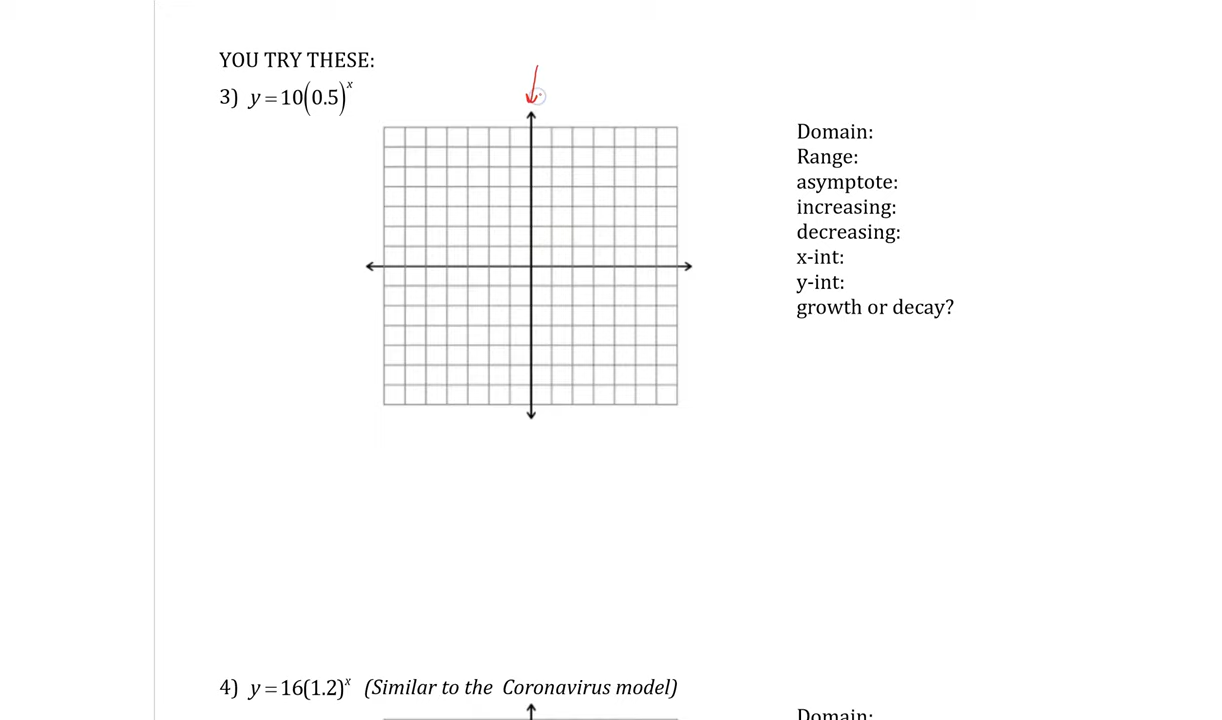 YOU TRY THESE:
3) y=10(0.5)^x
Domain:
Range:
asymptote:
increasing:
decreasing:
x-int:
y-int:
growth or decay?
4) y=16(1.2)^x (Similar to the Coronavirus model)
Domain: